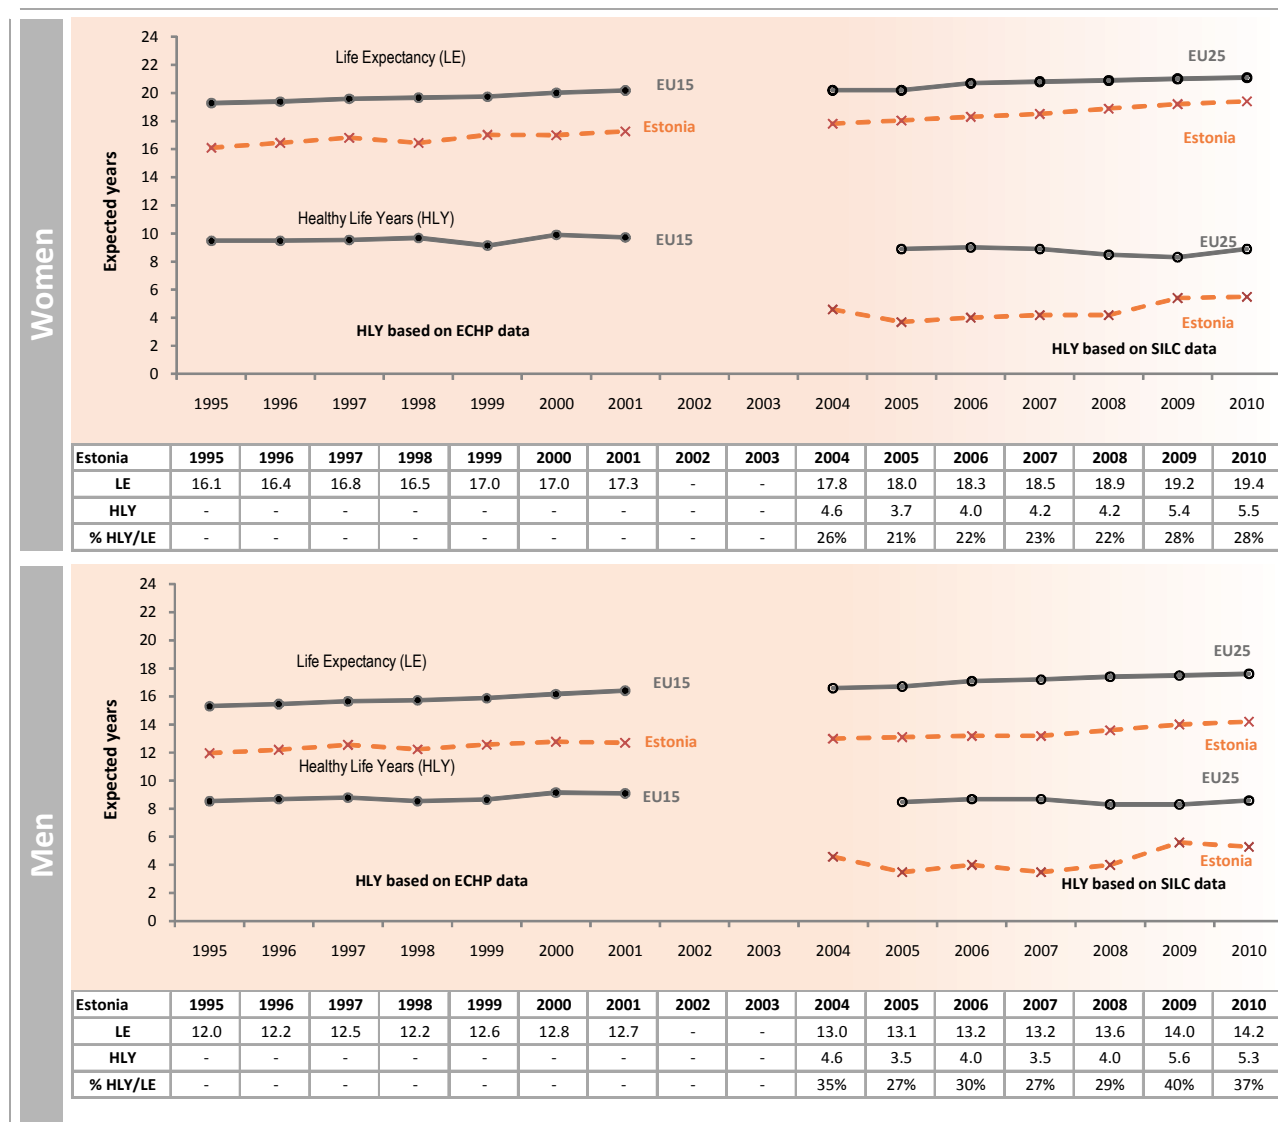 Women
Expected years
24
22
20
18
16
14
12
10
8
6
4
2
0
Life Expectancy (LE)
EU15
Estonia
EU25
Estonia
Healthy Life Years (HLY)
EU15
EU25
Estonia
HLY based on ECHP data
HLY based on SILC data
1995 1996 1997 1998 1999 2000 2001 2002 2003 2004 2005 2006 2007 2008 2009 2010
Estonia 1995 1996 1997 1998 1999 2000 2001 2002 2003 2004 2005 2006 2007 2008 2009 2010
LE 16.1 16.4 16.8 16.5 17.0 17.0 17.3 - - 17.8 18.0 18.3 18.5 18.9 19.2 19.4
HLY - - - - - - - - - 4.6 3.7 4.0 4.2 4.2 5.4 5.5
% HLY/LE - - - - - - - - - 26% 21% 22% 23% 22% 28% 28%
Men
Expected years
24
22
20
18
16
14
12
10
8
6
4
2
0
Life Expectancy (LE)
EU15
Estonia
EU25
Estonia
Healthy Life Years (HLY)
EU15
EU25
Estonia
HLY based on ECHP data
HLY based on SILC data
1995 1996 1997 1998 1999 2000 2001 2002 2003 2004 2005 2006 2007 2008 2009 2010
Estonia 1995 1996 1997 1998 1999 2000 2001 2002 2003 2004 2005 2006 2007 2008 2009 2010
LE 12.0 12.2 12.5 12.2 12.6 12.8 12.7 - - 13.0 13.1 13.2 13.2 13.6 14.0 14.2
HLY - - - - - - - - - 4.6 3.5 4.0 3.5 4.0 5.6 5.3
% HLY/LE - - - - - - - - - 35% 27% 30% 27% 29% 40% 37%